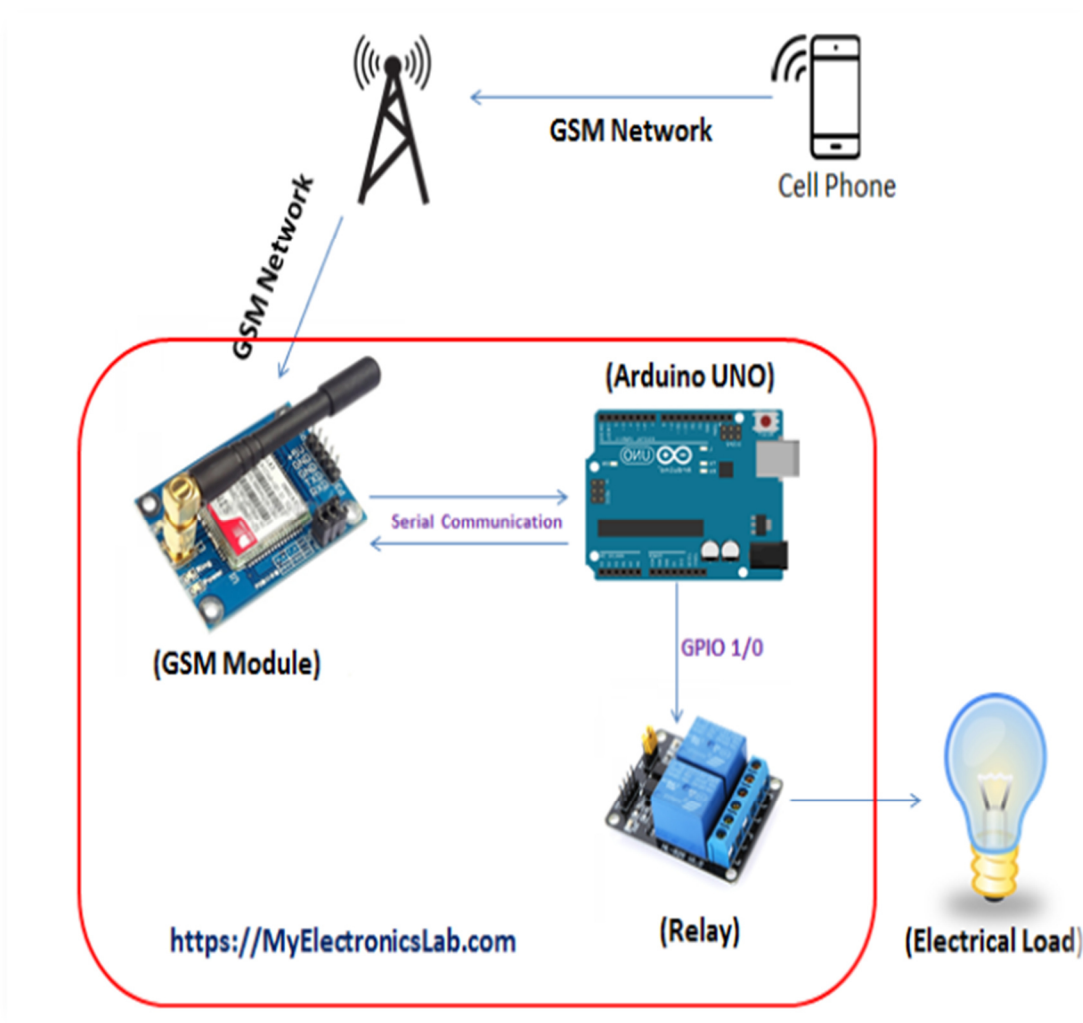 GSM Network
Cell Phone
GSM Network
(Arduino UNO)
UNO
Serial Communication
(GSM Module)
GPIO 1/0
(Relay)
(Electrical Load)
https://MyElectronicsLab.com